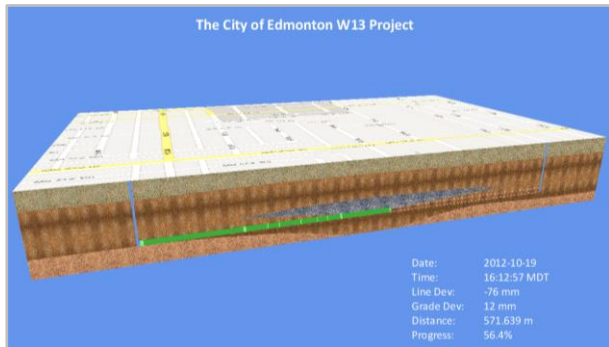 The City of Edmonton W13 Project
Date: 2012-10-19
Time: 16:12:57 MDT
Line Dev: -76 mm
Grade Dev: 12 mm
Distance: 571.639 m
Progress: 56.4%